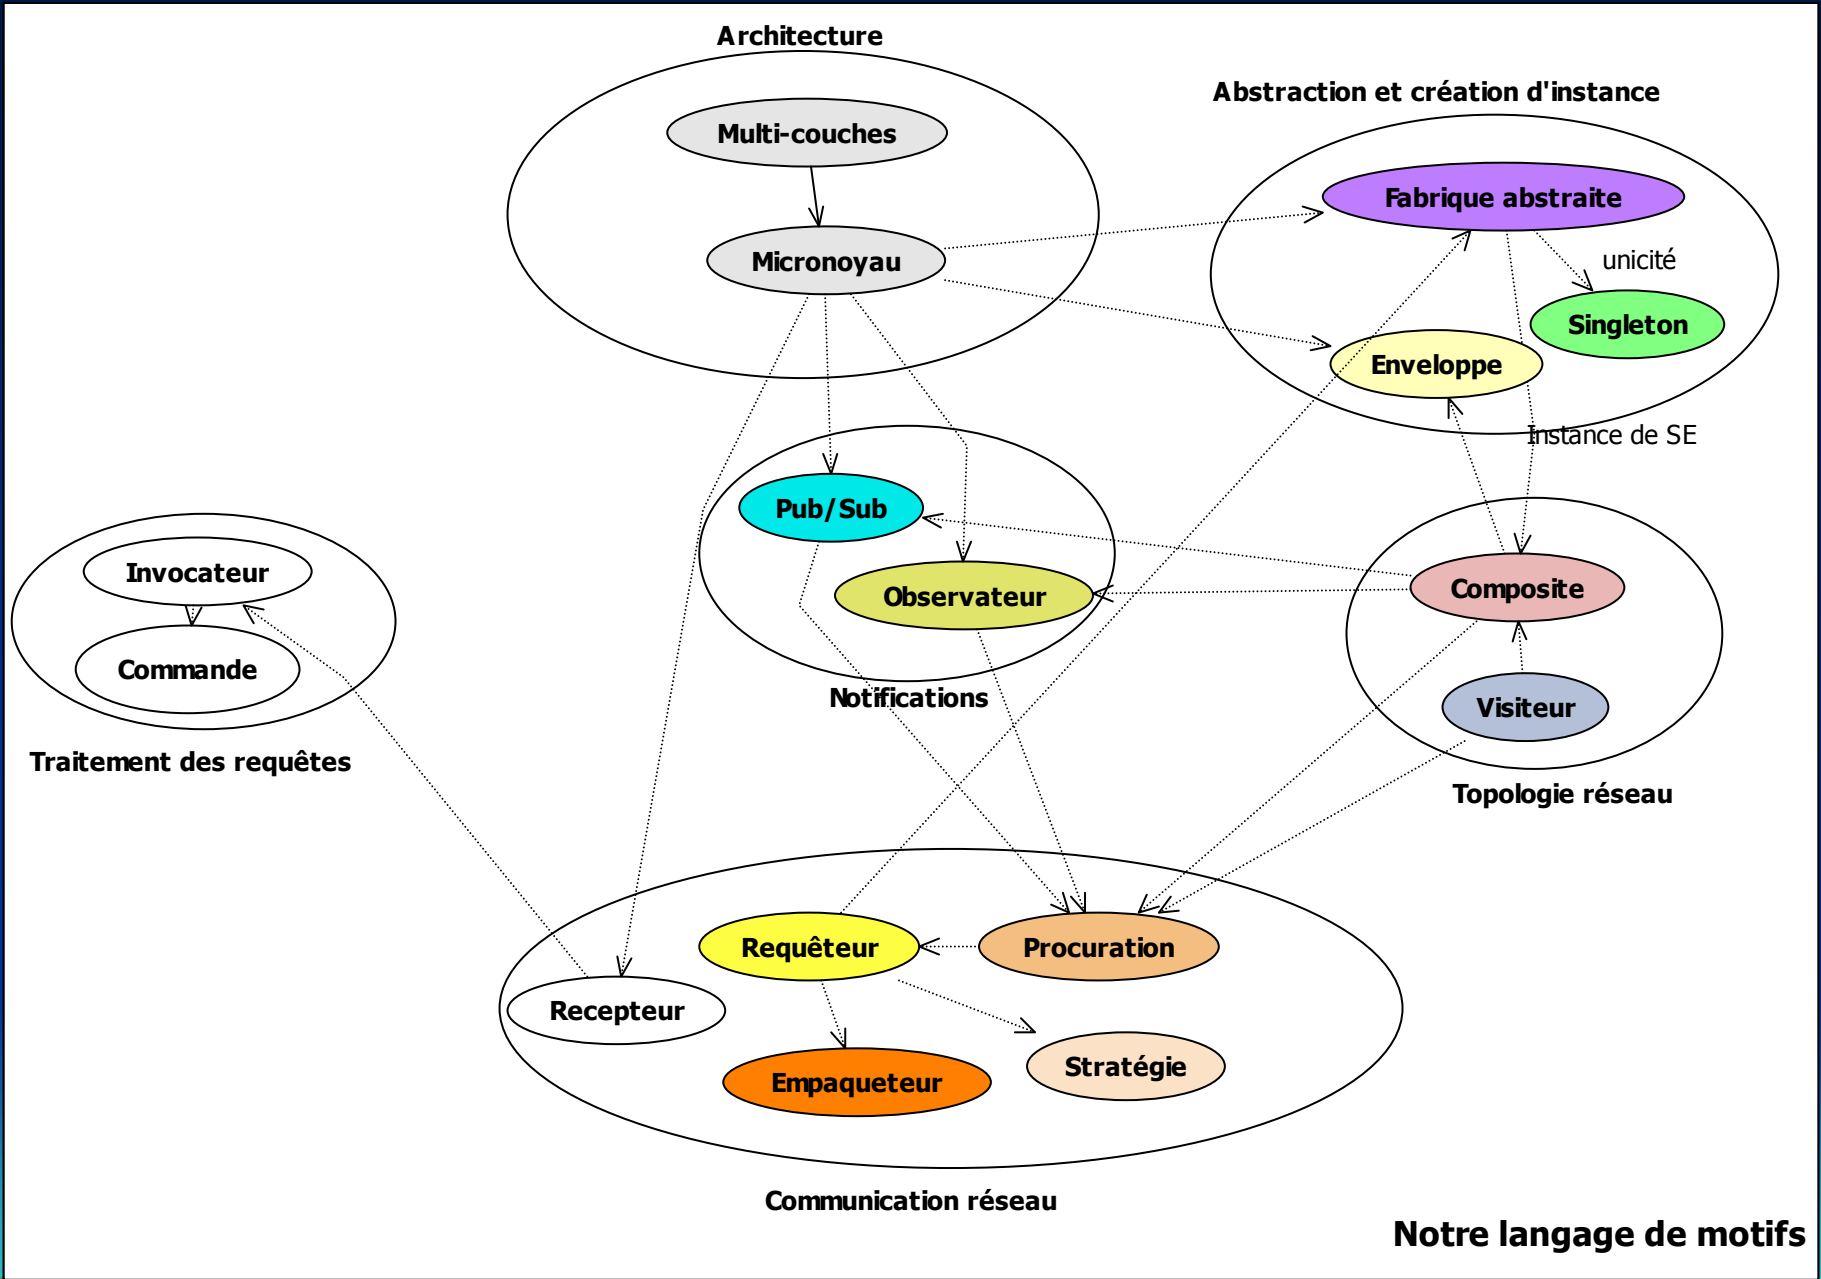 Architecture
Abstraction et création d'instance
Multi-couches
Fabrique abstraite
Micronoyau
unicité
Singleton
Enveloppe
Instance de SE
Pub/Sub
Invocateur
Composite
Observateur
Commande
Notifications
Visiteur
Traitement des requêtes
Topologie réseau
Requêteur
Procuration
Recepteur
Stratégie
Empaqueteur
Communication réseau
Notre langage de motifs